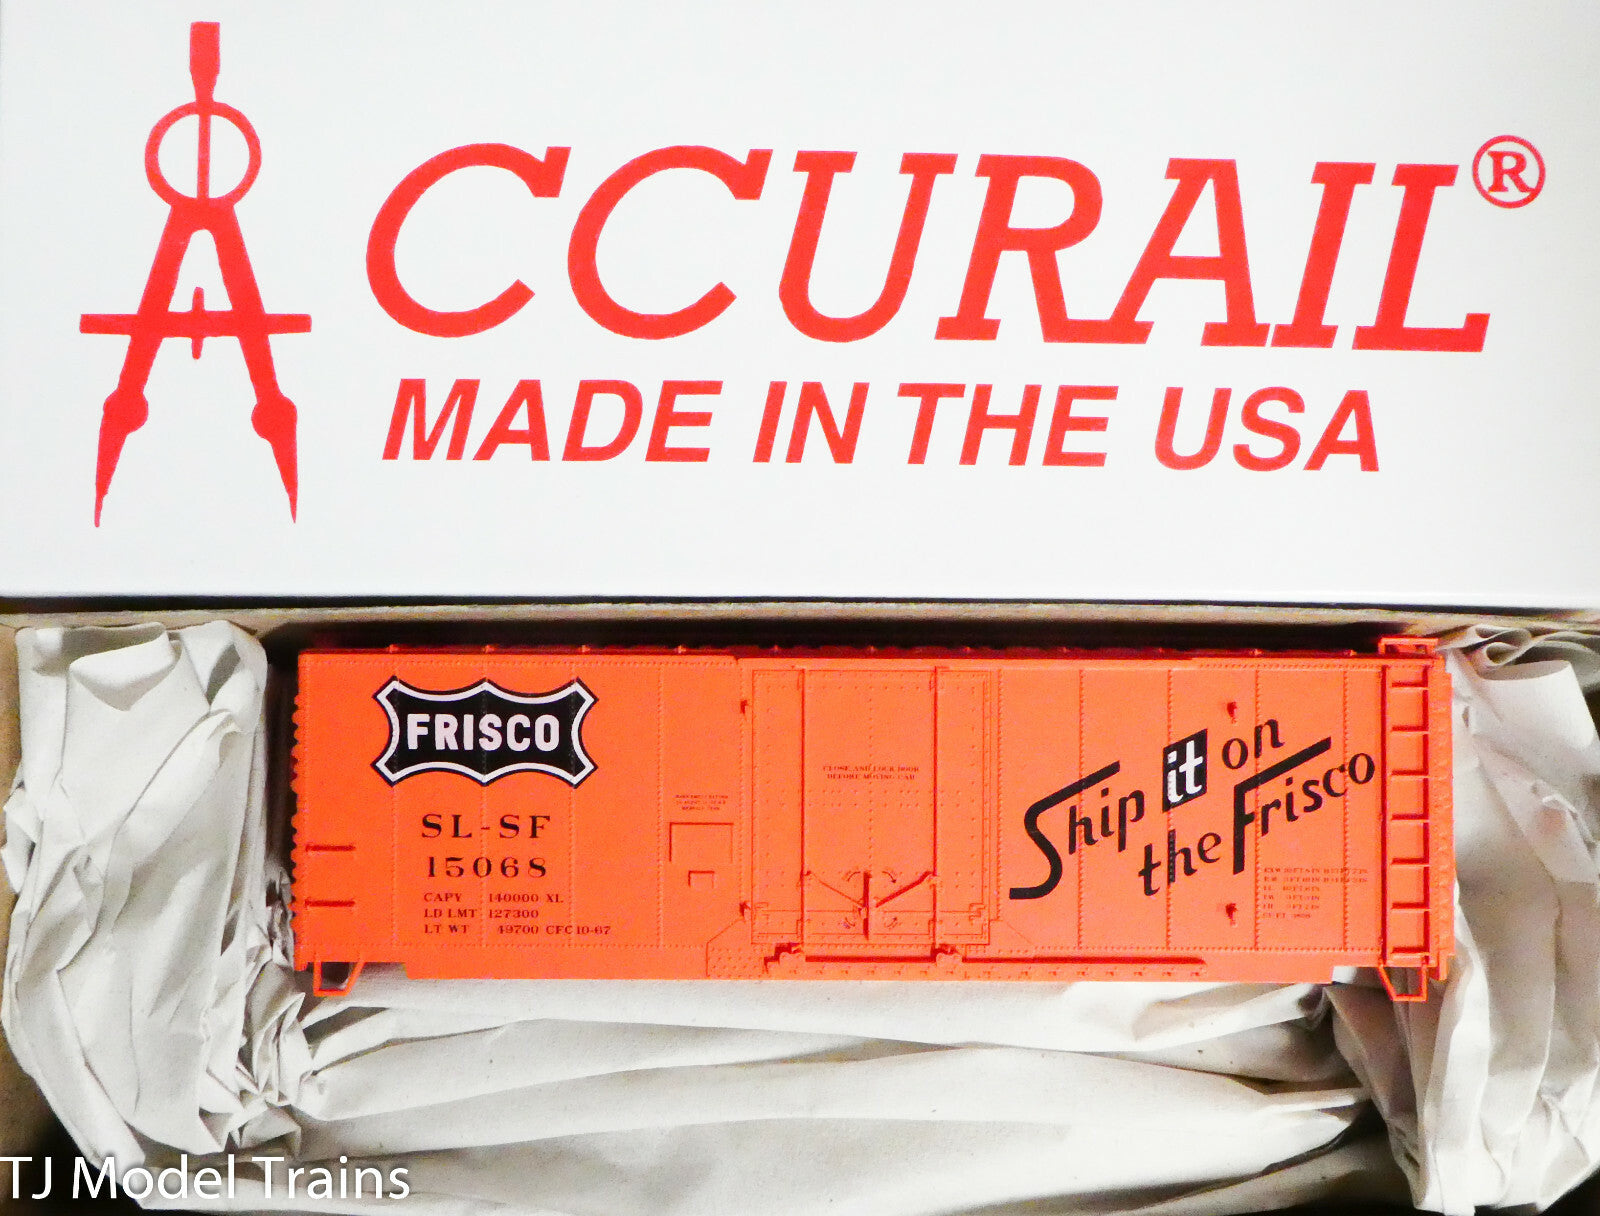 ACCURAIL®
MADE IN THE USA
FRISCO
SL-SF
15068
CAPY 140000 XL
LD LMT 127300
LT WT 49700 CFC 10-67
CLOSE AND LOCK DOOR
BEFORE MOVING CAR
Ship it on
the Frisco
TJ Model Trains